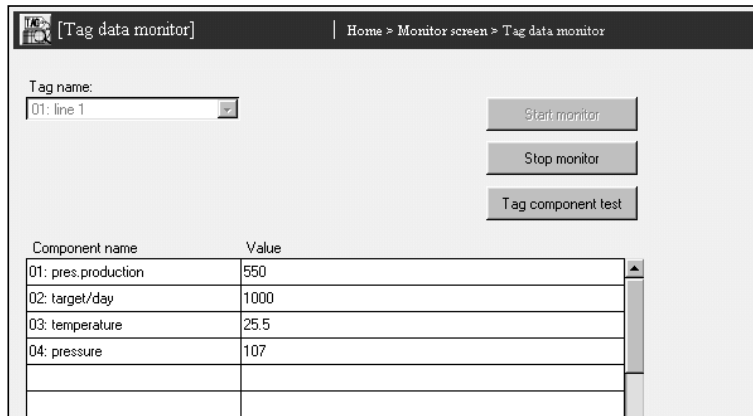 [Tag data monitor]
Home > Monitor screen > Tag data monitor
Tag name:
01: line 1
Start monitor
Stop monitor
Tag component test
Component name Value
01: pres.production 550
02: target/day 1000
03: temperature 25.5
04: pressure 107